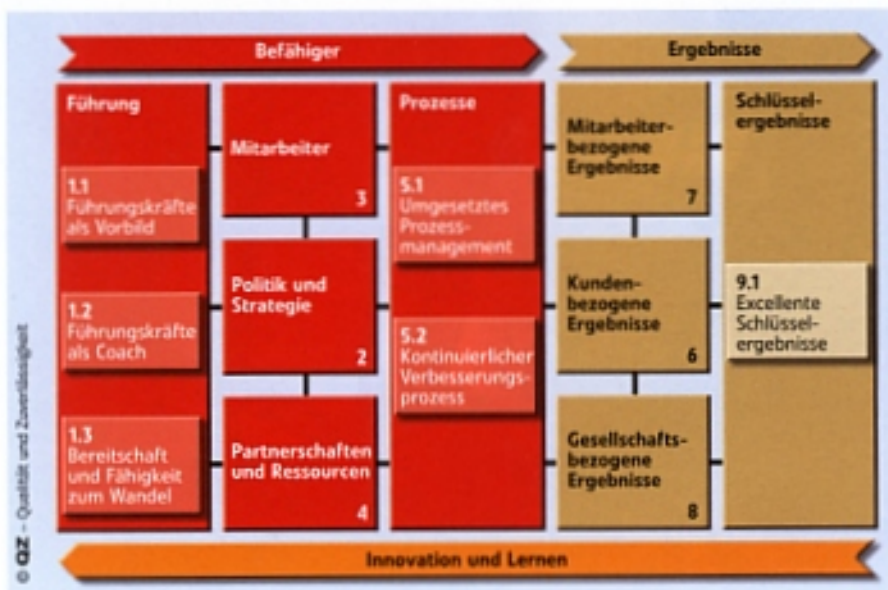 Befähiger
Ergebnisse
Führung
1.1
Führungskräfte
als Vorbild
1.2
Führungskräfte
als Coach
1.3
Bereitschaft
und Fähigkeit
zum Wandel
Mitarbeiter
3
Politik und
Strategie
2
Partnerschaften
und Ressourcen
4
Prozesse
5.1
Umgesetztes
Prozess-
management
5.2
Kontinuierlicher
Verbesserungs-
prozess
Mitarbeiter-
bezogene
Ergebnisse
7
Kunden-
bezogene
Ergebnisse
6
Gesellschafts-
bezogene
Ergebnisse
8
Schlüssel-
ergebnisse
9.1
Excellente
Schlüssel-
ergebnisse
Innovation und Lernen
© QZ – Qualität und Zuverlässigkeit